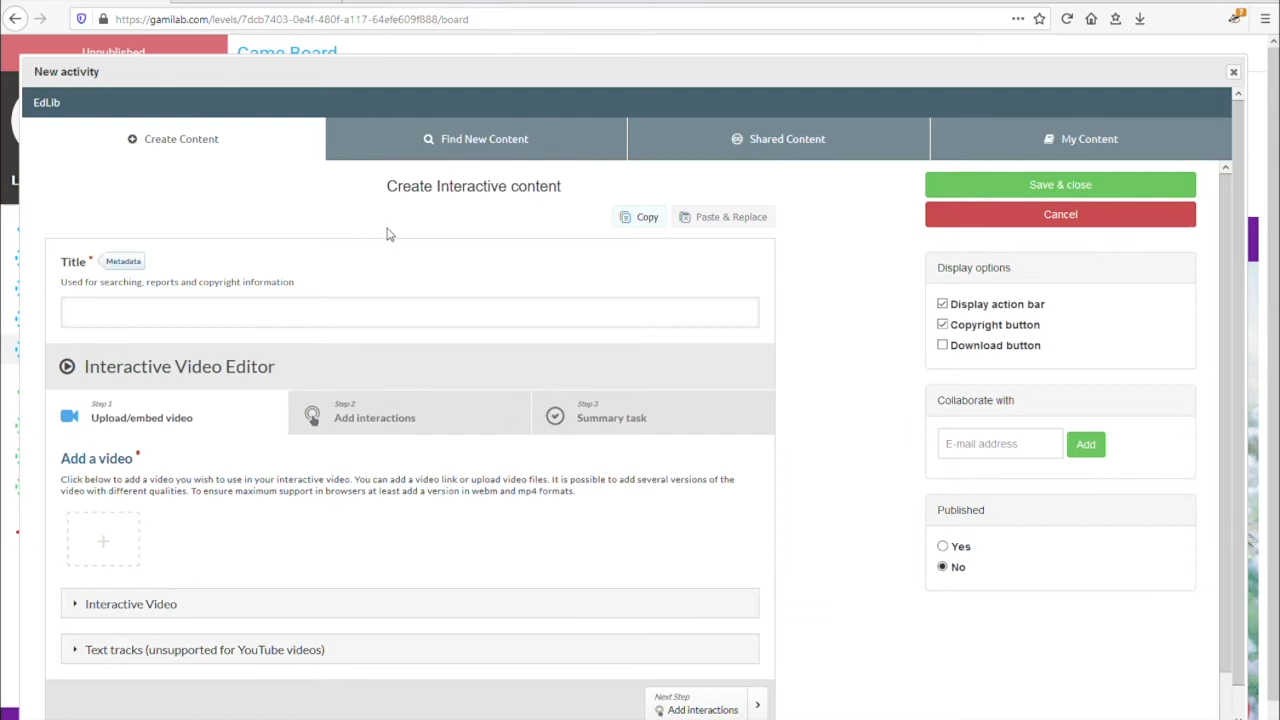 https://gamilab.com/levels/7dcb7403-0e4f-480f-a117-64efe609f888/board
7
Unpublished
Game Board
New activity
EdLib
Create Content
Find New Content
Shared Content
My Content
Create Interactive content
Save & close
Copy
Paste & Replace
Cancel
Title * Metadata
Used for searching, reports and copyright information
Display options
Display action bar
Copyright button
Download button
Interactive Video Editor
Step 1
Upload/embed video
Step 2
Add interactions
Step 3
Summary task
Collaborate with
E-mail address
Add
Add a video *
Click below to add a video you wish to use in your interactive video. You can add a video link or upload video files. It is possible to add several versions of the
video with different qualities. To ensure maximum support in browsers at least add a version in webm and mp4 formats.
+
Published
Yes
No
Interactive Video
Text tracks (unsupported for YouTube videos)
Next Step
Add interactions